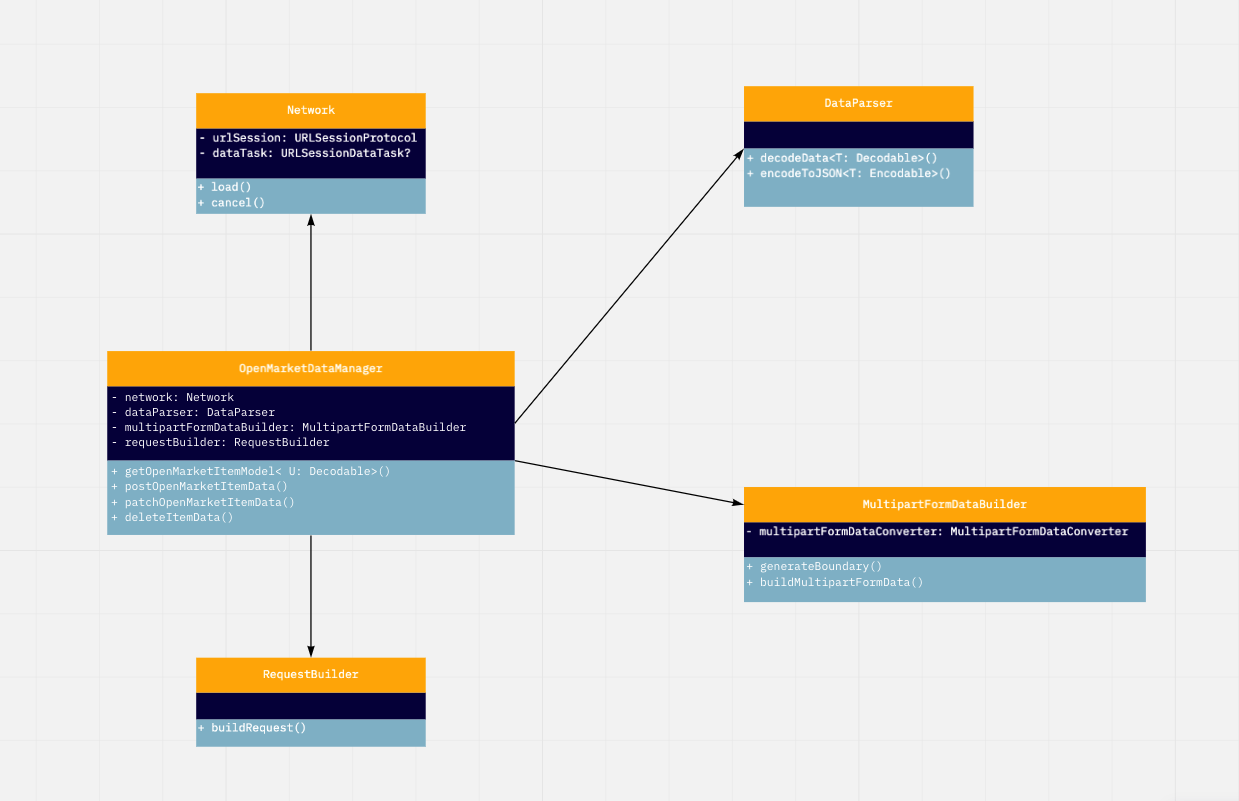 Network
- urlSession: URLSessionProtocol
- dataTask: URLSessionDataTask?
+ load()
+ cancel()
DataParser
+ decodeData<T: Decodable>()
+ encodeToJSON<T: Encodable>()
OpenMarketDataManager
- network: Network
- dataParser: DataParser
- multipartFormDataBuilder: MultipartFormDataBuilder
- requestBuilder: RequestBuilder
+ getOpenMarketItemModel< U: Decodable>()
+ postOpenMarketItemData()
+ patchOpenMarketItemData()
+ deleteItemData()
MultipartFormDataBuilder
- multipartFormDataConverter: MultipartFormDataConverter
+ generateBoundary()
+ buildMultipartFormData()
RequestBuilder
+ buildRequest()